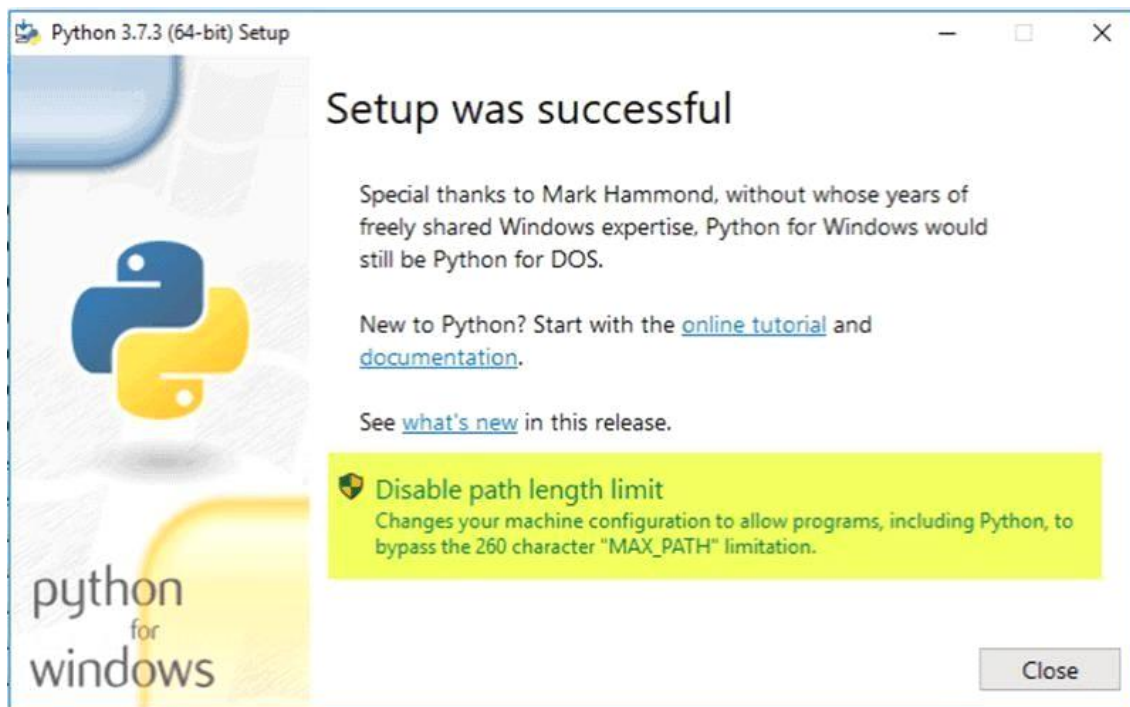 Python 3.7.3 (64-bit) Setup
Setup was successful
Special thanks to Mark Hammond, without whose years of
freely shared Windows expertise, Python for Windows would
still be Python for DOS.
New to Python? Start with the online tutorial and
documentation.
See what's new in this release.
Disable path length limit
Changes your machine configuration to allow programs, including Python, to
bypass the 260 character "MAX_PATH" limitation.
python
for
windows
Close